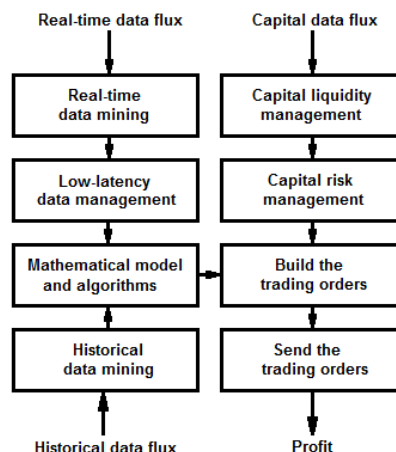 Real-time data flux
Real-time
data mining
Low-latency
data management
Mathematical model
and algorithms
Historical
data mining
Historical data flux
Capital data flux
Capital liquidity
management
Capital risk
management
Build the
trading orders
Send the
trading orders
Profit